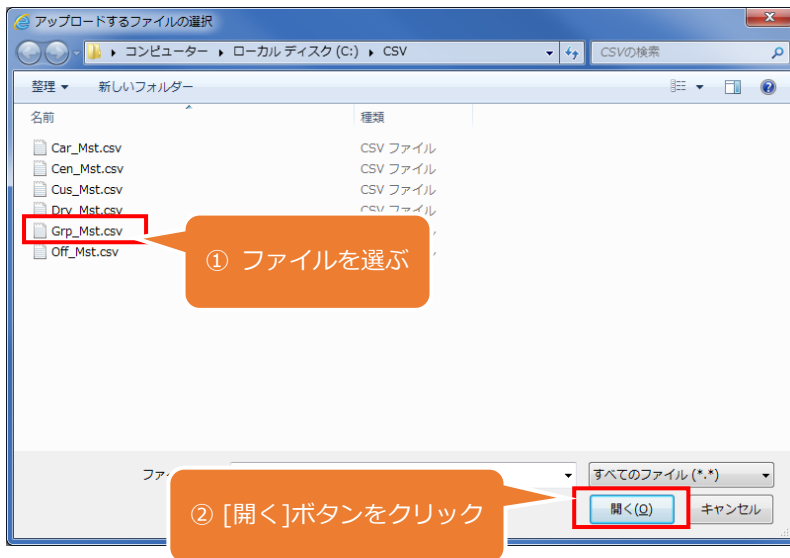 アップロードするファイルの選択
コンピューター ▸ ローカル ディスク (C:) ▸ CSV
CSVの検索
整理 ▼ 新しいフォルダー
名前 種類
Car_Mst.csv CSV ファイル
Cen_Mst.csv CSV ファイル
Cus_Mst.csv CSV ファイル
Drv_Mst.csv CSV ファイル
Grp_Mst.csv
Off_Mst.csv
① ファイルを選ぶ
すべてのファイル (*.*)
② [開く]ボタンをクリック
開く(O) キャンセル